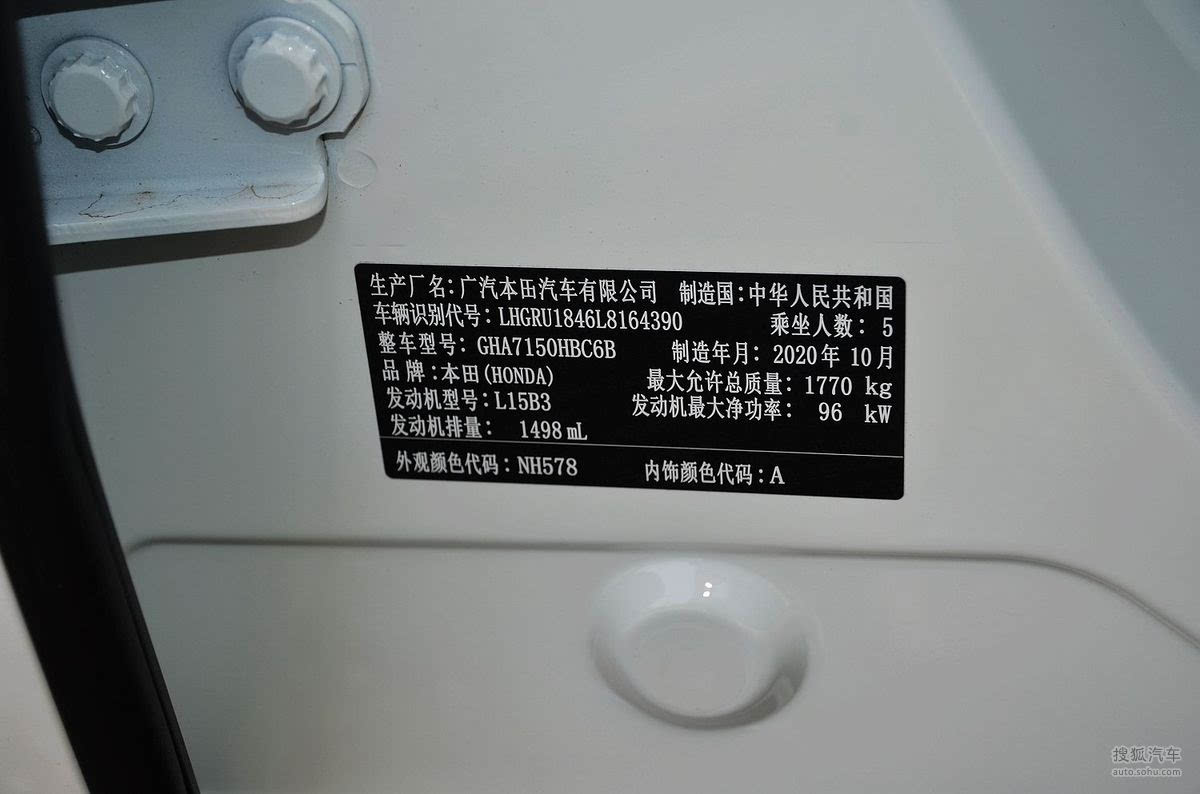 生产厂名:广汽本田汽车有限公司 制造国:中华人民共和国
车辆识别代号:LHGRU1846L8164390 乘坐人数: 5
整车型号:GHA7150HBC6B 制造年月:2020年10月
品牌:本田(HONDA) 最大允许总质量:1770 kg
发动机型号:L15B3 发动机最大净功率: 96 kW
发动机排量: 1498mL
外观颜色代码:NH578 内饰颜色代码:A
搜狐汽车
auto.sohu.com